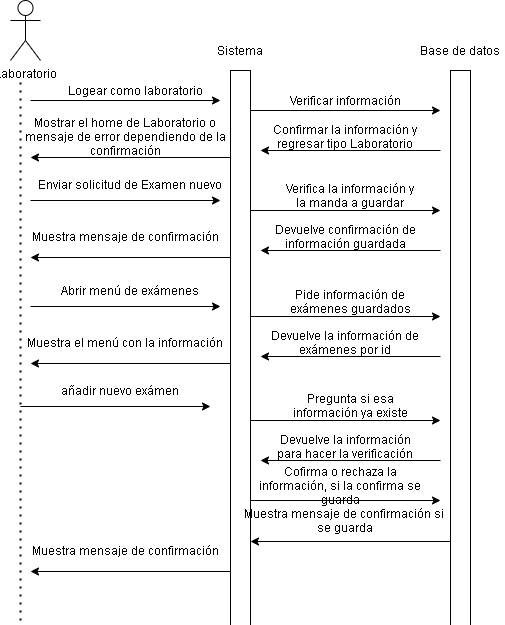 Sistema
Base de datos
aboratorio
Logear como laboratorio
Verificar información
Mostrar el home de Laboratorio o
mensaje de error dependiendo de la
confirmación
Confirmar la información y
regresar tipo Laboratorio
Enviar solicitud de Examen nuevo
Verifica la información y
la manda a guardar
Muestra mensaje de confirmación
Devuelve confirmación de
información guardada
Abrir menú de exámenes
Pide información de
exámenes guardados
Muestra el menú con la información
Devuelve la información de
exámenes por id
añadir nuevo exámen
Pregunta si esa
información ya existe
Devuelve la información
para hacer la verificación
Cofirma o rechaza la
información, si la confirma se
guarda
Muestra mensaje de confirmación si
se guarda
Muestra mensaje de confirmación